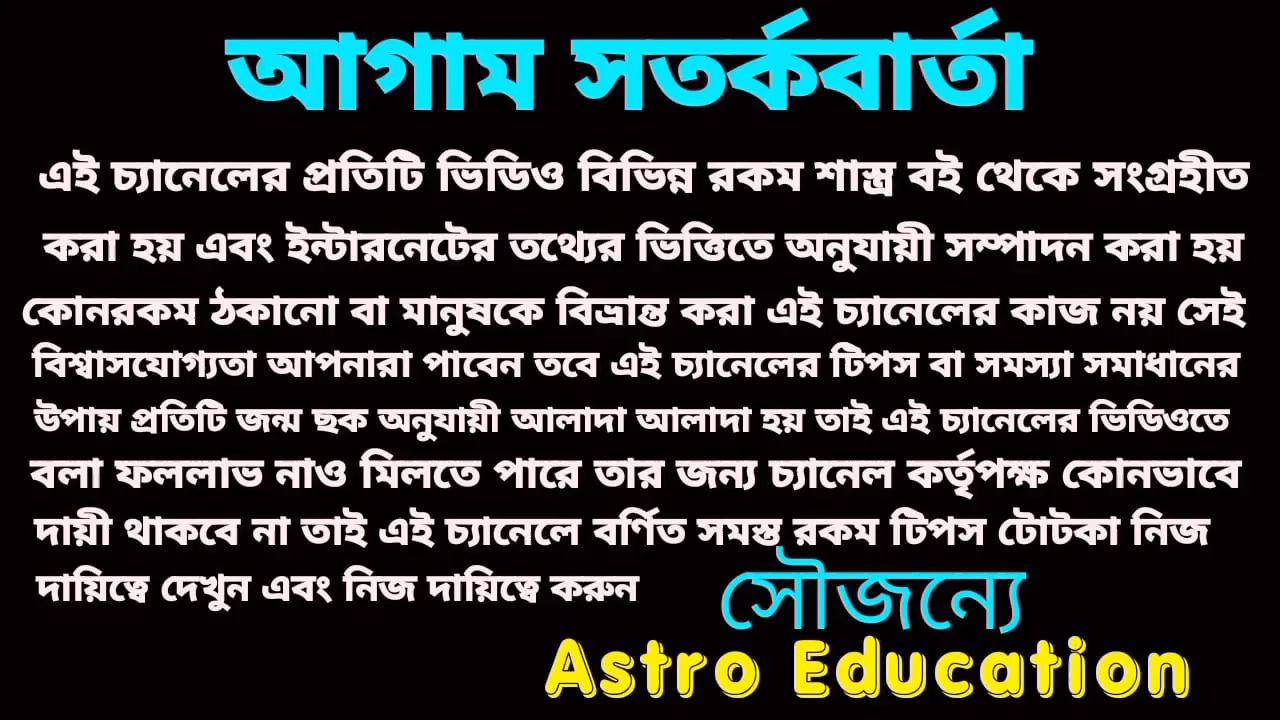 আগাম সতর্কবার্তা
এই চ্যানেলের প্রতিটি ভিডিও বিভিন্ন রকম শাস্ত্র বই থেকে সংগ্রহীত
করা হয় এবং ইন্টারনেটের তথ্যের ভিত্তিতে অনুযায়ী সম্পাদন করা হয়
কোনরকম ঠকানো বা মানুষকে বিভ্রান্ত করা এই চ্যানেলের কাজ নয় সেই
বিশ্বাসযোগ্যতা আপনারা পাবেন তবে এই চ্যানেলের টিপস বা সমস্যা সমাধানের
উপায় প্রতিটি জন্ম ছক অনুযায়ী আলাদা আলাদা হয় তাই এই চ্যানেলের ভিডিওতে
বলা ফললাভ নাও মিলতে পারে তার জন্য চ্যানেল কর্তৃপক্ষ কোনভাবে
দায়ী থাকবে না তাই এই চ্যানেলে বর্ণিত সমস্ত রকম টিপস টোটকা নিজ
দায়িত্বে দেখুন এবং নিজ দায়িত্বে করুন
সৌজন্যে
Astro Education